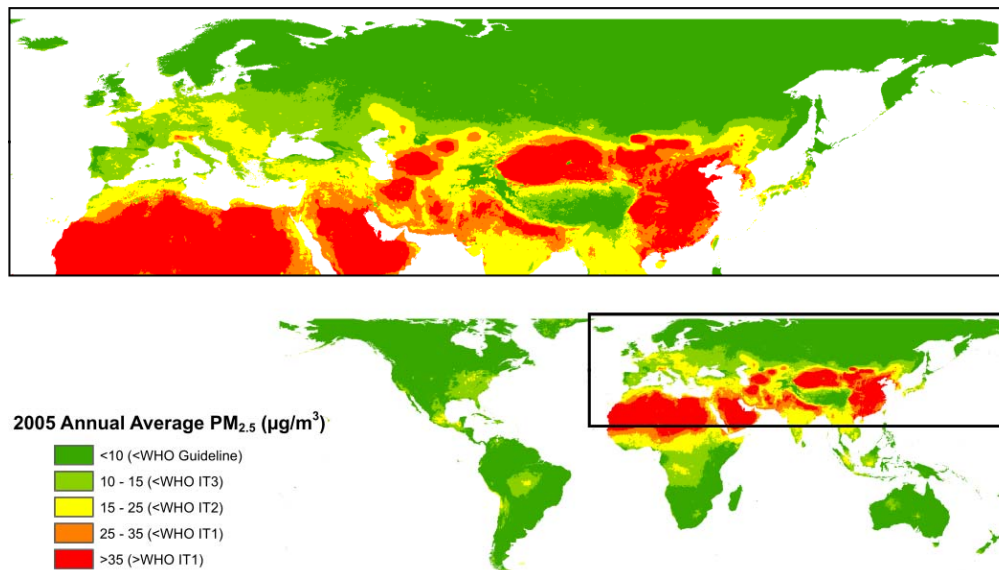 2005 Annual Average PM2.5 (µg/m3)
<10 (<WHO Guideline)
10 - 15 (<WHO IT3)
15 - 25 (<WHO IT2)
25 - 35 (<WHO IT1)
>35 (>WHO IT1)